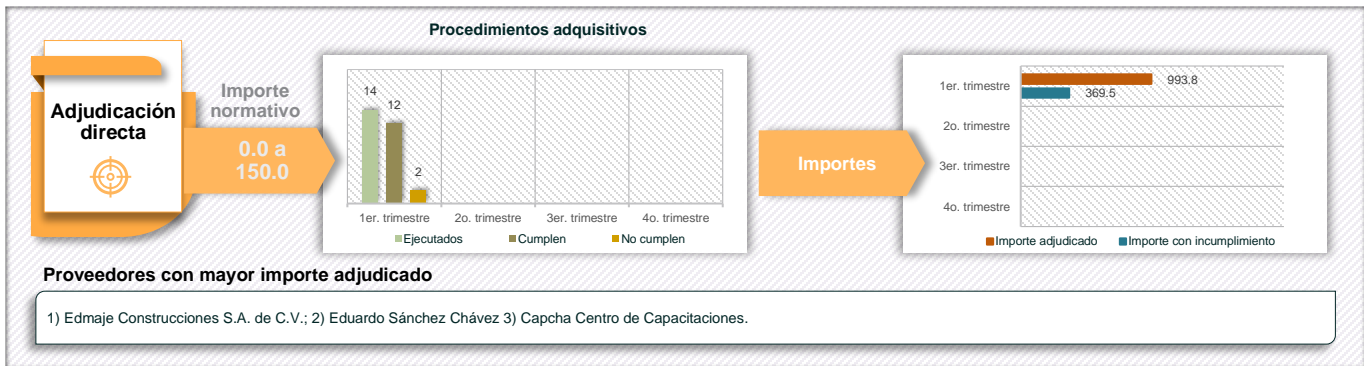 Procedimientos adquisitivos
Adjudicación
directa
Importe
normativo
0.0 a
150.0
14
12
2
1er. trimestre
2o. trimestre
3er. trimestre
4o. trimestre
Ejecutados
Cumplen
No cumplen
Importes
1er. trimestre
2o. trimestre
3er. trimestre
4o. trimestre
993.8
369.5
Importe adjudicado
Importe con incumplimiento
Proveedores con mayor importe adjudicado
1) Edmaje Construcciones S.A. de C.V.; 2) Eduardo Sánchez Chávez 3) Capcha Centro de Capacitaciones.